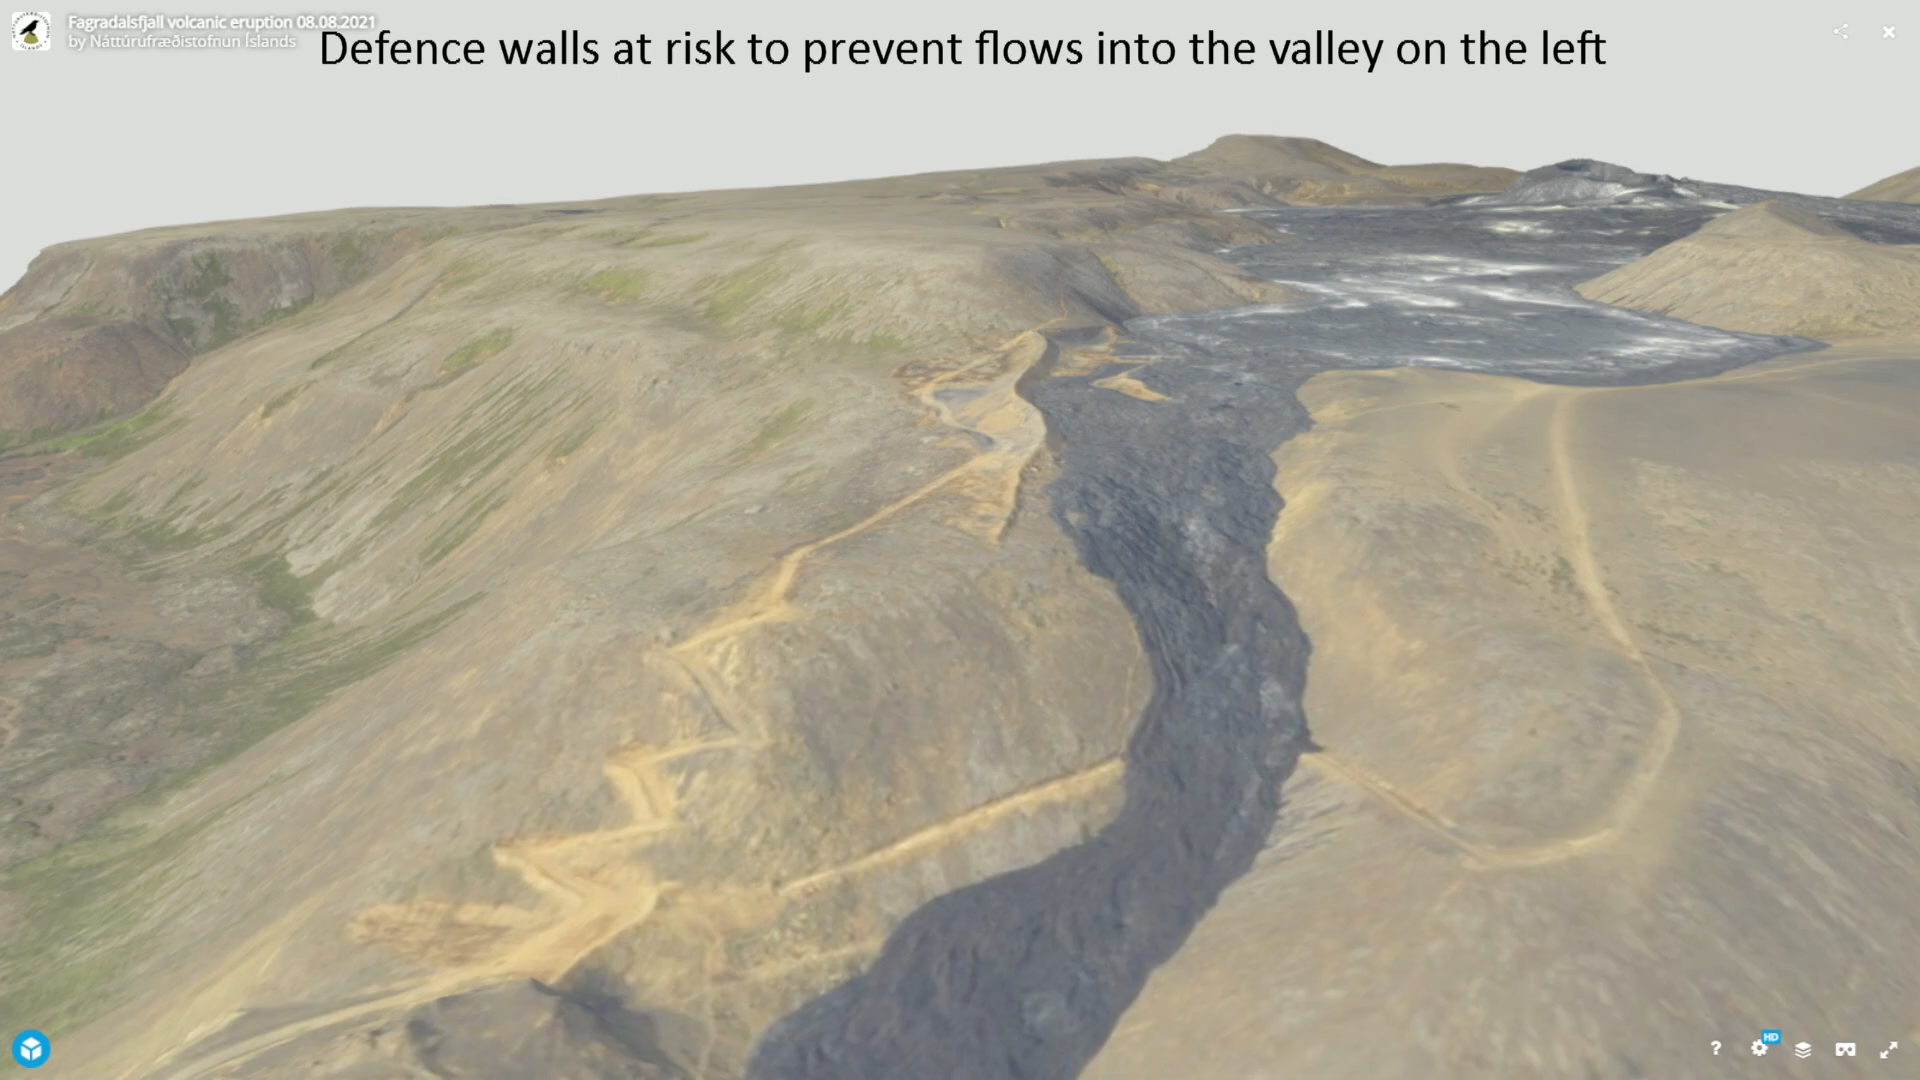 Fagradalsfjall volcanic eruption 08.08.2021
by Náttúrufræðistofnun Íslands
Defence walls at risk to prevent flows into the valley on the left
?
HD